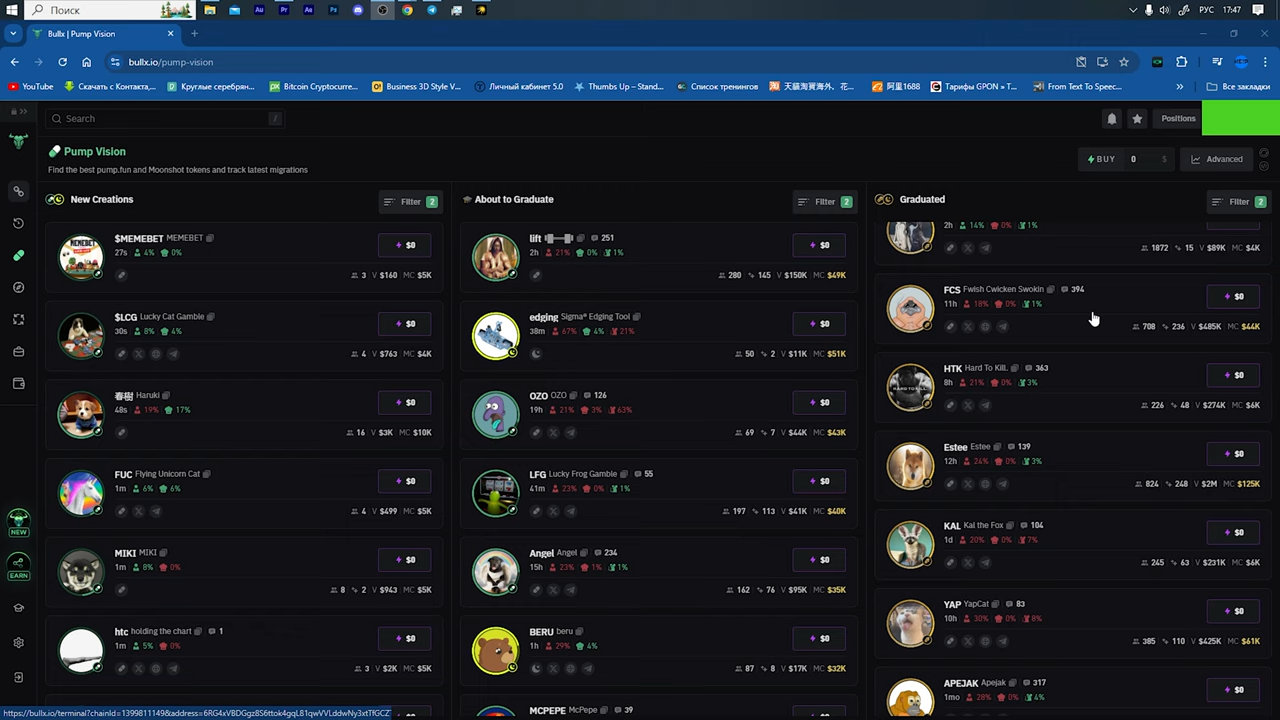 Поиск
Au
Pr
Ae
Ps
РУС
17:47
Bullx | Pump Vision
bullx.io/pump-vision
YouTube
Скачать с Контакта,...
Круглые серебрян...
Bitcoin Cryptocurre...
Business 3D Style V...
Личный кабинет 5.0
Thumbs Up – Stand...
Список тренингов
天貓淘寶海外、花...
阿里1688
Тарифы GPON » Т...
From Text To Speec...
Все закладки
Search
/
Positions
Pump Vision
Find the best pump.fun and Moonshot tokens and track latest migrations
BUY 0 $
Advanced
New Creations
Filter 2
$MEMEBET MEMEBET
27s 4% 0%
$0
3 V $160 MC $5K
$LCG Lucky Cat Gamble
30s 8% 4%
$0
4 V $763 MC $4K
春樹 Haruki
48s 19% 17%
$0
16 V $3K MC $10K
FUC Flying Unicorn Cat
1m 6% 6%
$0
4 V $499 MC $5K
MIKI MIKI
1m 8% 0%
$0
8 2 V $943 MC $5K
htc holding the chart 1
1m 5% 0%
$0
3 V $2K MC $5K
About to Graduate
Filter 2
lift 251
2h 21% 0% 1%
$0
280 145 V $150K MC $49K
edging Sigma® Edging Tool
38m 67% 4% 21%
$0
50 2 V $11K MC $51K
OZO OZO 126
19h 21% 3% 63%
$0
69 7 V $44K MC $43K
LFG Lucky Frog Gamble 55
41m 23% 0% 1%
$0
197 113 V $41K MC $40K
Angel Angel 234
15h 23% 1% 1%
$0
162 76 V $95K MC $35K
BERU beru
1h 29% 4%
$0
87 8 V $17K MC $32K
MCPEPE McPepe 39
Graduated
Filter 2
2h 14% 0% 1%
1872 15 V $89K MC $4K
FCS Fwish Cwicken Swokin 394
11h 18% 0% 1%
$0
708 236 V $485K MC $44K
HTK Hard To Kill. 363
8h 21% 0% 3%
$0
226 48 V $274K MC $6K
Estee Estee 139
12h 24% 0% 3%
$0
824 248 V $2M MC $125K
KAL Kal the Fox 104
1d 20% 0% 7%
$0
245 63 V $231K MC $6K
YAP YapCat 83
10h 30% 0% 8%
$0
385 110 V $425K MC $61K
APEJAK Apejak 317
1mo 28% 0% 4%
$0
NEW
EARN